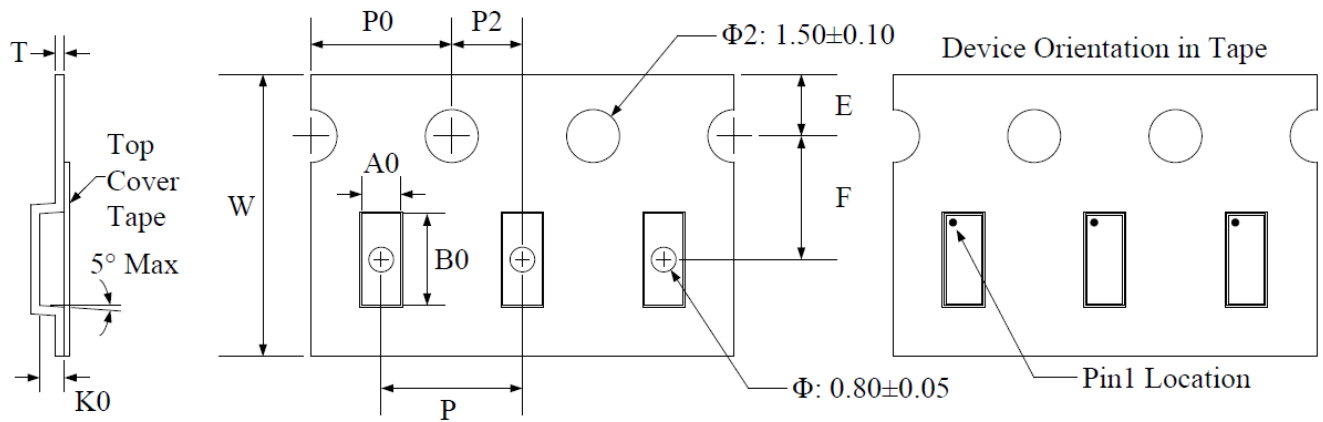 P0
P2
T
Φ2: 1.50±0.10
Device Orientation in Tape
E
Top
Cover
Tape
A0
W
F
B0
5° Max
K0
P
Φ: 0.80±0.05
Pin1 Location